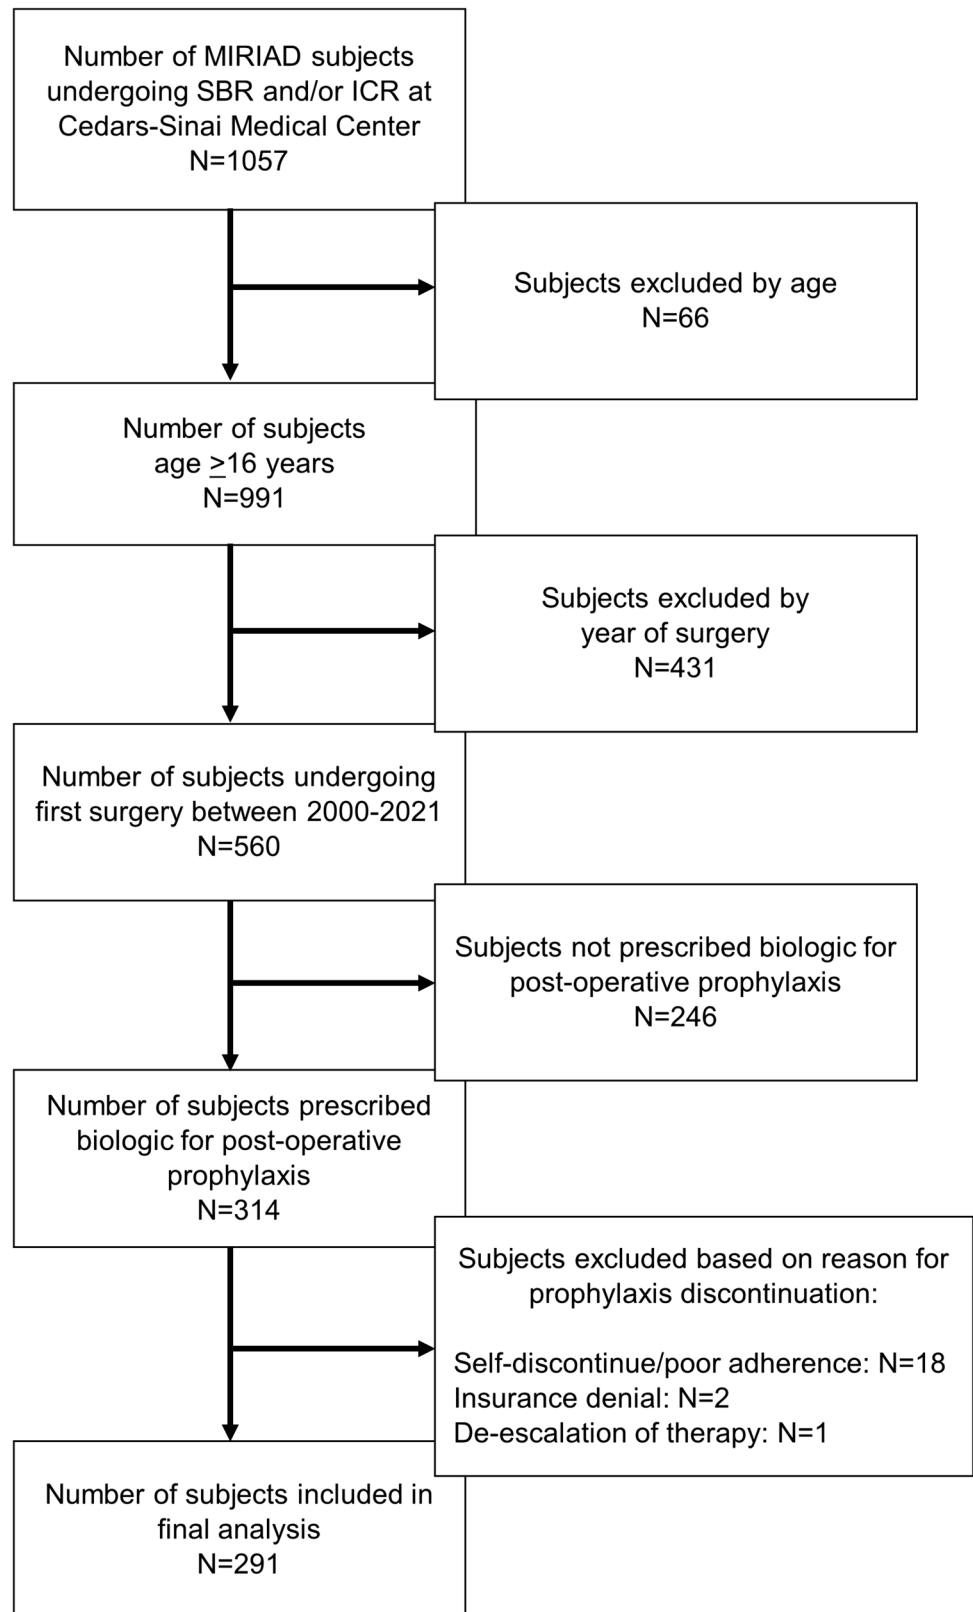 Number of MIRIAD subjects
undergoing SBR and/or ICR at
Cedars-Sinai Medical Center
N=1057
Subjects excluded by age
N=66
Number of subjects
age ≥16 years
N=991
Subjects excluded by
year of surgery
N=431
Number of subjects undergoing
first surgery between 2000-2021
N=560
Subjects not prescribed biologic for
post-operative prophylaxis
N=246
Number of subjects prescribed
biologic for post-operative
prophylaxis
N=314
Subjects excluded based on reason for
prophylaxis discontinuation:
Self-discontinue/poor adherence: N=18
Insurance denial: N=2
De-escalation of therapy: N=1
Number of subjects included in
final analysis
N=291